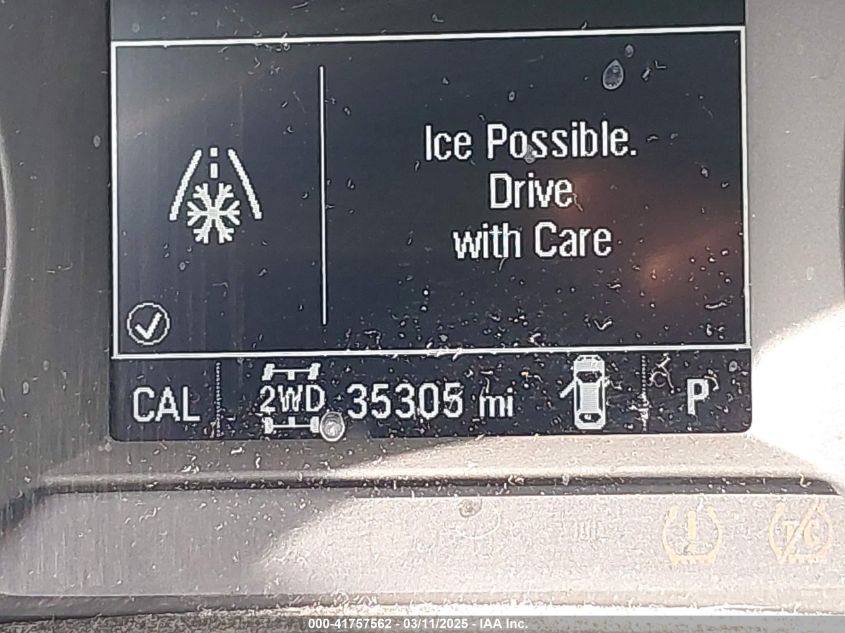 Ice Possible.
Drive
with Care
CAL
2WD
35305 mi
P
000-41757562 - 03/11/2025 - IAA Inc.